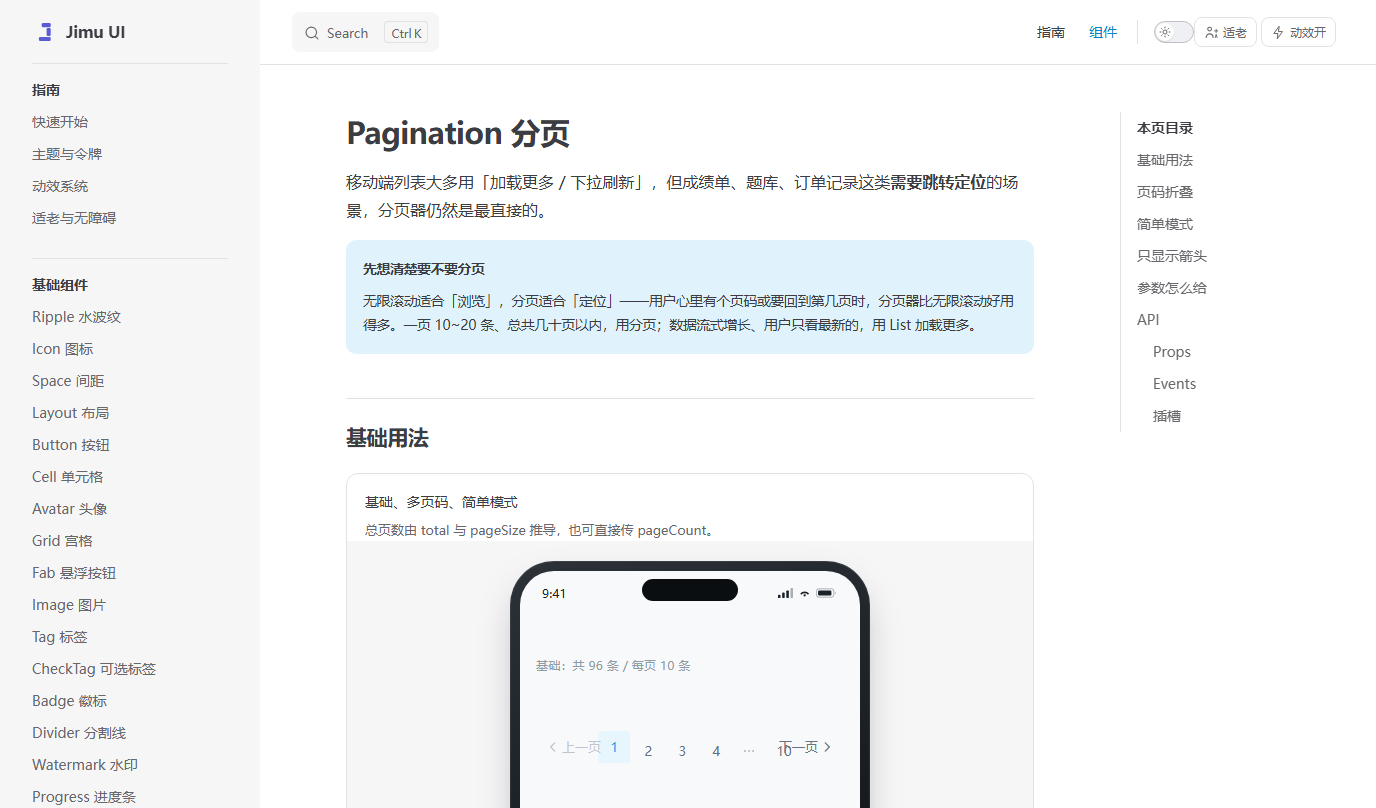 Jimu UI
Search
Ctrl K
指南
组件
适老
动效开
指南
快速开始
主题与令牌
动效系统
适老与无障碍
基础组件
Ripple 水波纹
Icon 图标
Space 间距
Layout 布局
Button 按钮
Cell 单元格
Avatar 头像
Grid 宫格
Fab 悬浮按钮
Image 图片
Tag 标签
CheckTag 可选标签
Badge 徽标
Divider 分割线
Watermark 水印
Progress 进度条
Pagination 分页
移动端列表大多用「加载更多 / 下拉刷新」，但成绩单、题库、订单记录这类需要跳转定位的场
景，分页器仍然是最直接的。
先想清楚要不要分页
无限滚动适合「浏览」，分页适合「定位」——用户心里有个页码或要回到第几页时，分页器比无限滚动好用
得多。一页 10~20 条、总共几十页以内，用分页；数据流式增长、用户只看最新的，用 List 加载更多。
基础用法
基础、多页码、简单模式
总页数由 total 与 pageSize 推导，也可直接传 pageCount。
9:41
基础：共 96 条 / 每页 10 条
上一页 1 2 3 4 ··· 10 下一页
本页目录
基础用法
页码折叠
简单模式
只显示箭头
参数怎么给
API
Props
Events
插槽